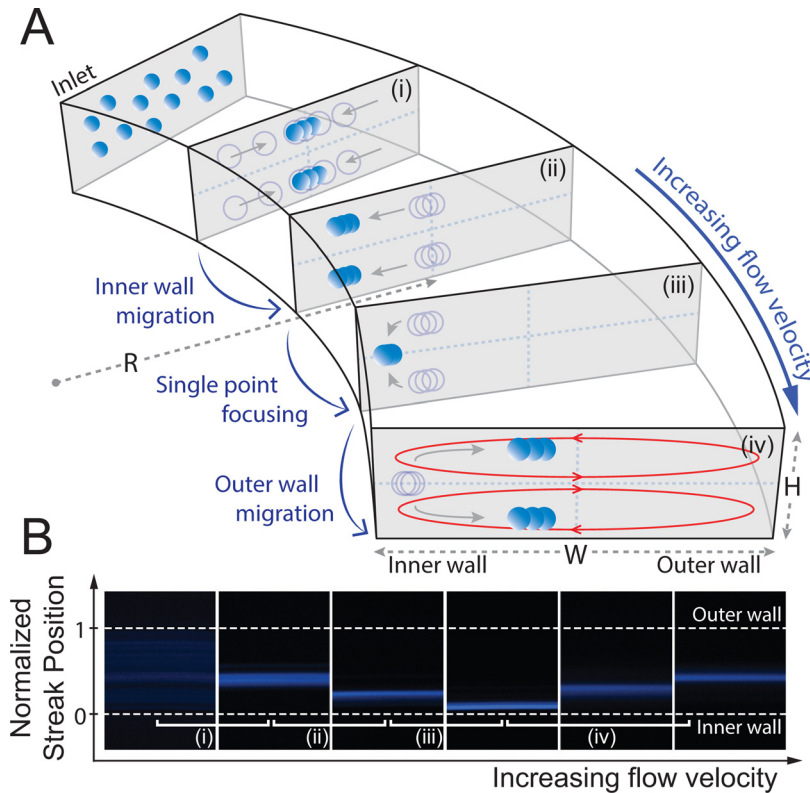 A
Inlet
(i)
(ii)
(iii)
(iv)
Increasing flow velocity
Inner wall
migration
R
Single point
focusing
Outer wall
migration
H
W
Inner wall
Outer wall
B
Normalized
Streak Position
1
0
Outer wall
Inner wall
(i)
(ii)
(iii)
(iv)
Increasing flow velocity